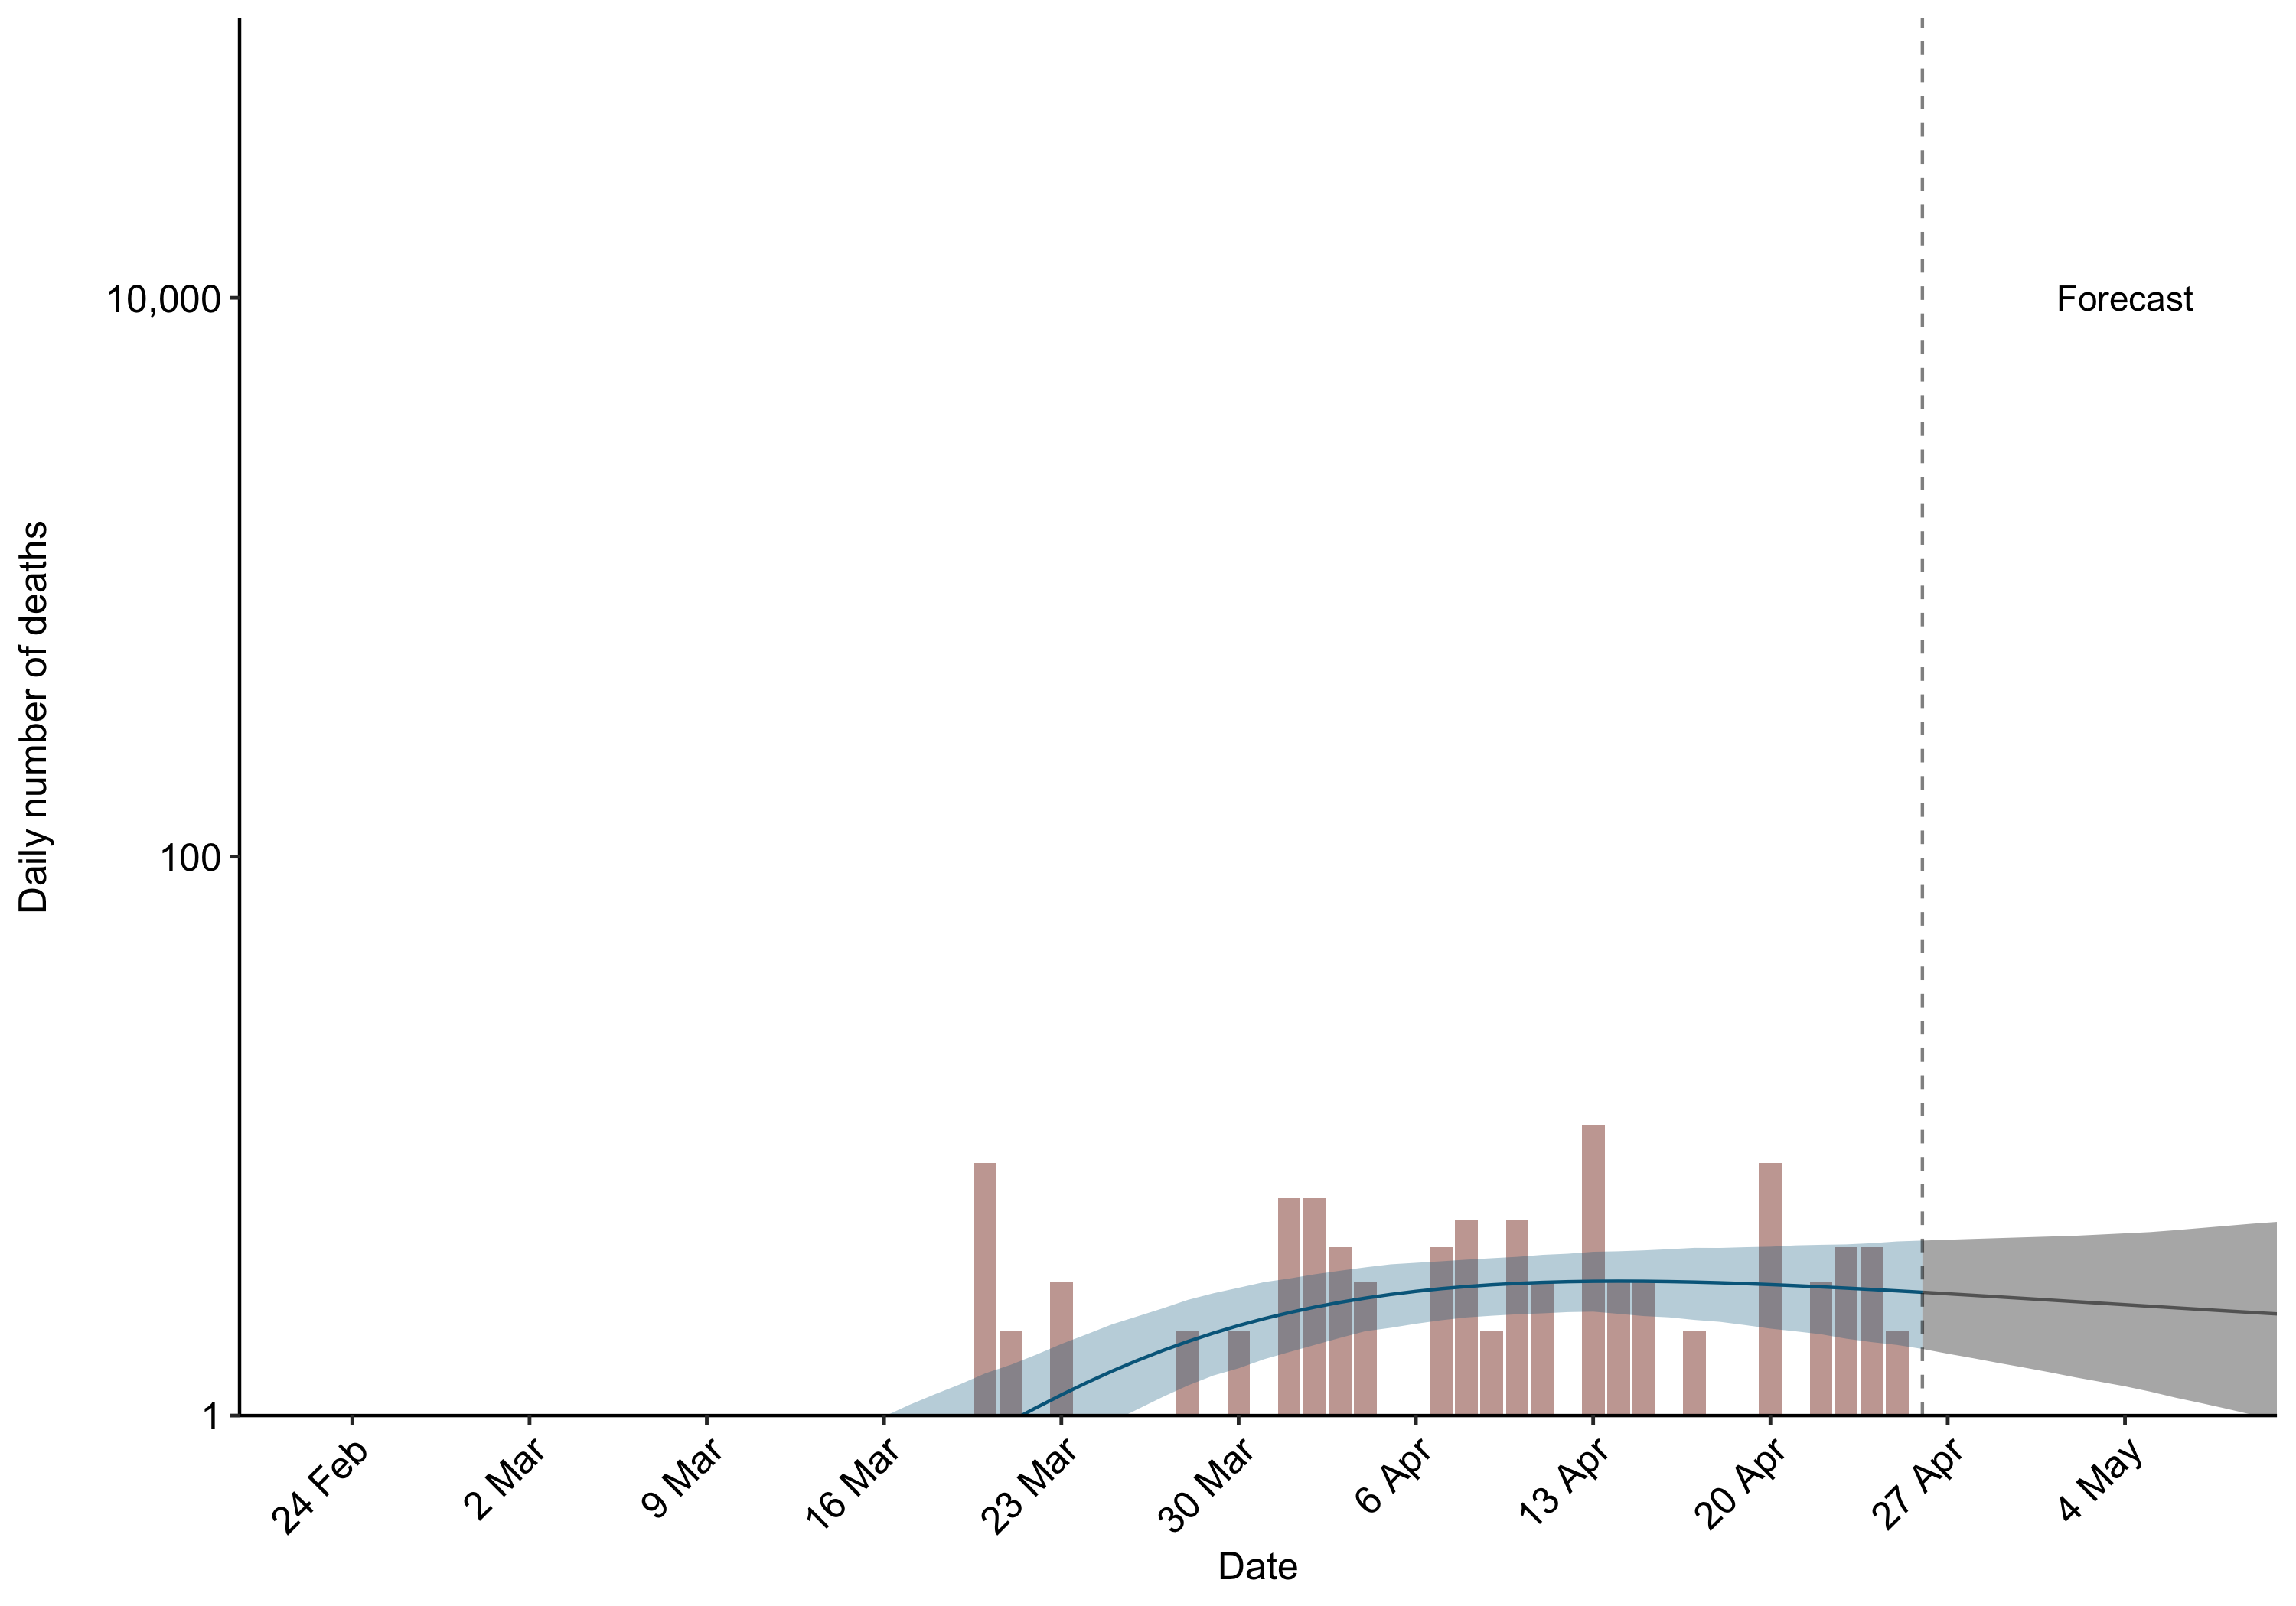 Daily number of deaths
10,000
100
1
Forecast
24 Feb
2 Mar
9 Mar
16 Mar
23 Mar
30 Mar
6 Apr
13 Apr
20 Apr
27 Apr
4 May
Date